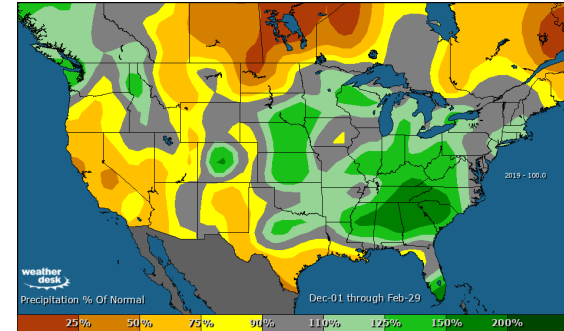 2019 - 100.0
weather
desk
Precipitation % Of Normal
Dec-01 through Feb-29
25% 50% 75% 90% 110% 125% 150% 200%